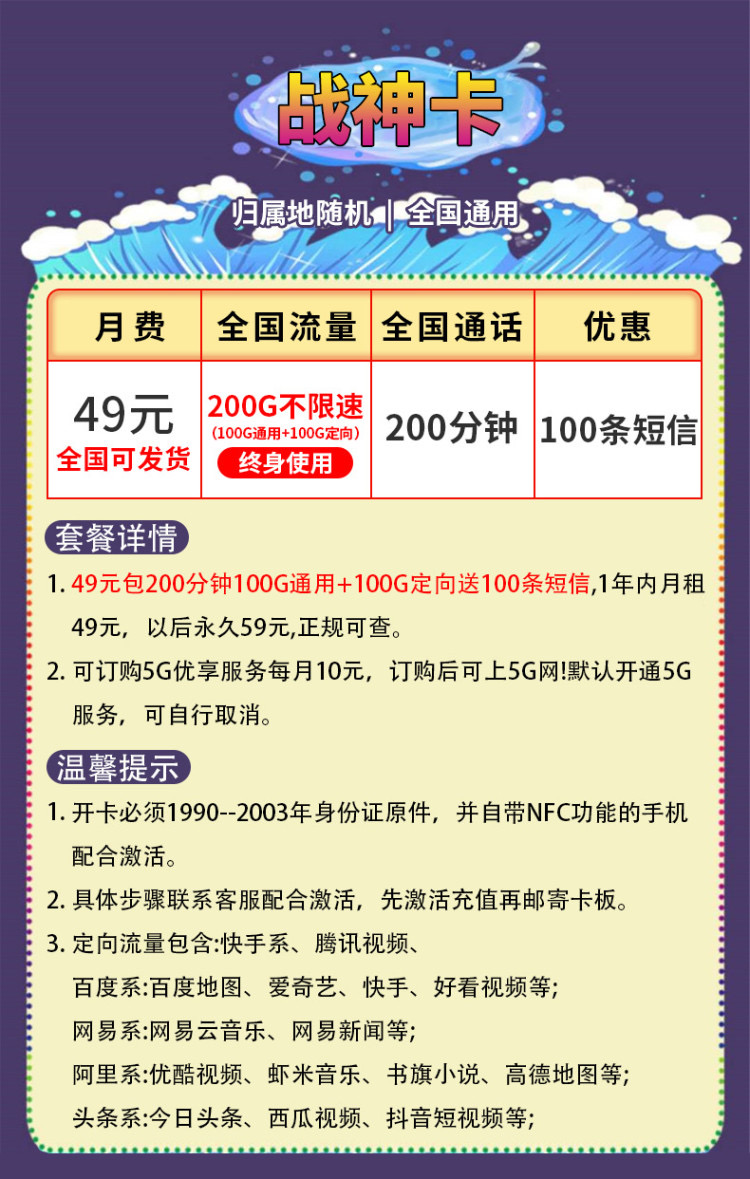 战神卡
归属地随机 | 全国通用
月费 全国流量 全国通话 优惠
49元
全国可发货
200G不限速
（100G通用+100G定向）
终身使用
200分钟
100条短信
套餐详情
1. 49元包200分钟100G通用+100G定向送100条短信,1年内月租
49元，以后永久59元,正规可查。
2. 可订购5G优享服务每月10元，订购后可上5G网!默认开通5G
服务，可自行取消。
温馨提示
1. 开卡必须1990--2003年身份证原件，并自带NFC功能的手机
配合激活。
2. 具体步骤联系客服配合激活，先激活充值再邮寄卡板。
3. 定向流量包含:快手系、腾讯视频、
百度系:百度地图、爱奇艺、快手、好看视频等;
网易系:网易云音乐、网易新闻等;
阿里系:优酷视频、虾米音乐、书旗小说、高德地图等;
头条系:今日头条、西瓜视频、抖音短视频等;